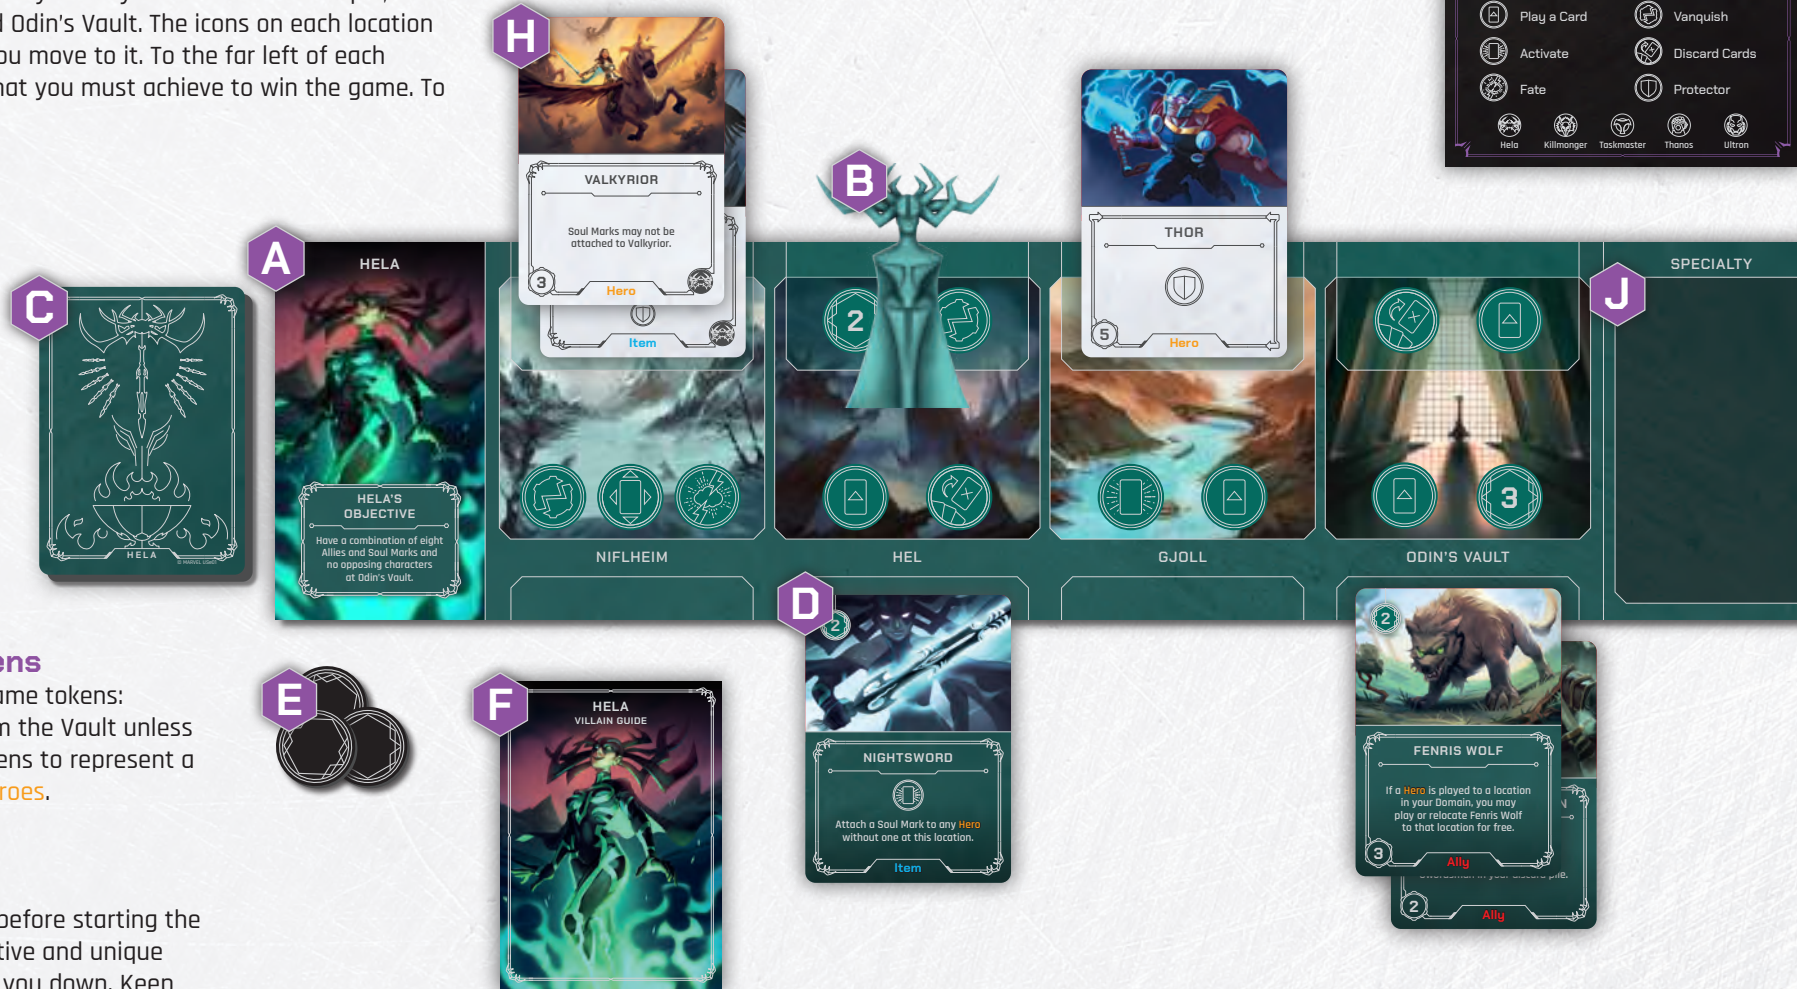 d Odin's Vault. The icons on each location
ou move to it. To the far left of each
hat you must achieve to win the game. To
Play a Card
Vanquish
Activate
Discard Cards
Fate
Protector
Hela
Killmonger
Taskmaster
Thanos
Ultron
H
VALKYRIOR
Soul Marks may not be
attached to Valkyrior.
3
Hero
Item
B
THOR
5
Hero
A
HELA
HELA'S
OBJECTIVE
Have a combination of eight
Allies and Soul Marks and
no opposing characters
at Odin's Vault.
C
HELA
2
3
NIFLHEIM
HEL
GJOLL
ODIN'S VAULT
J
SPECIALTY
ens
ame tokens:
m the Vault unless
ens to represent a
roes.
E
F
HELA
VILLAIN GUIDE
D
2
NIGHTSWORD
Attach a Soul Mark to any Hero
without one at this location.
Item
2
FENRIS WOLF
If a Hero is played to a location
in your Domain, you may
play or relocate Fenris Wolf
to that location for free.
3
Ally
N
in your discard pile.
2
Ally
before starting the
tive and unique
you down. Keep